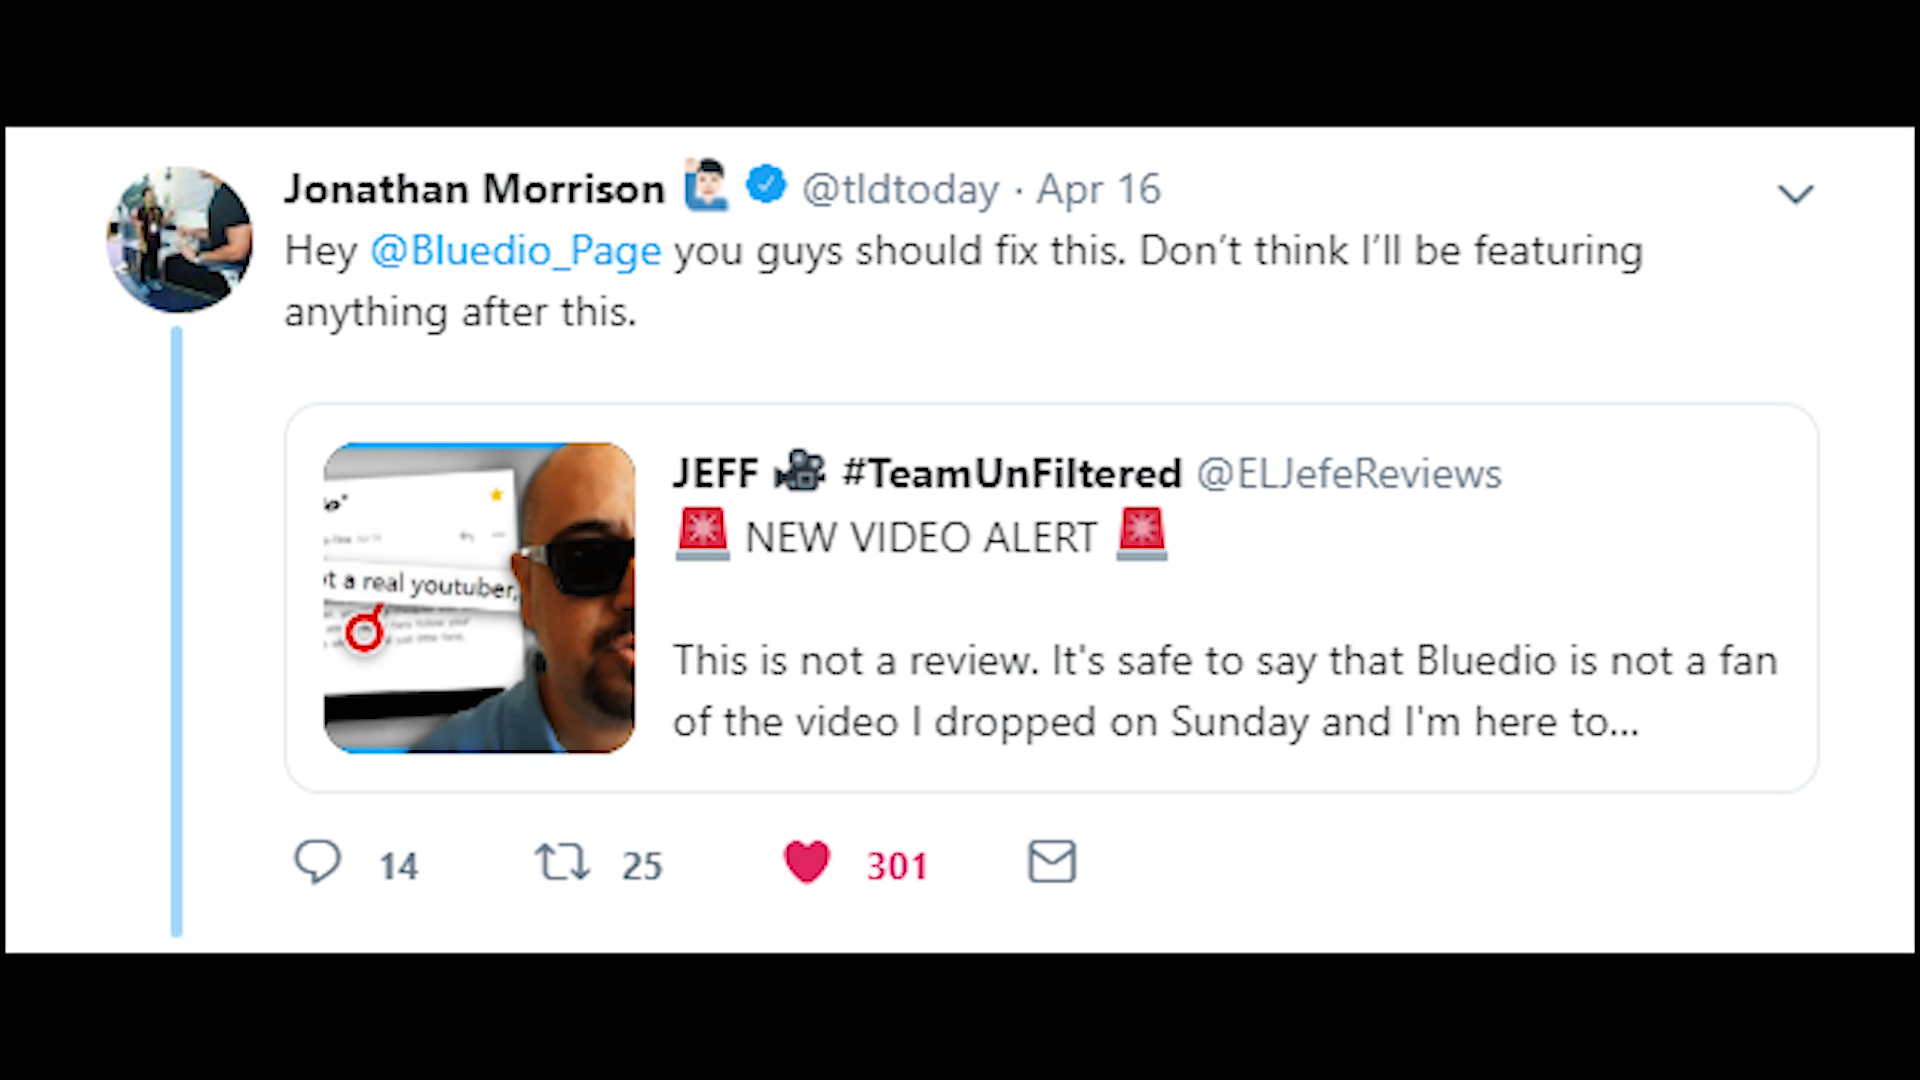 Jonathan Morrison 🙋🏻‍♂️ @tldtoday · Apr 16
Hey @Bluedio_Page you guys should fix this. Don’t think I’ll be featuring
anything after this.
JEFF 🎥 #TeamUnFiltered @ELJefeReviews
🚨 NEW VIDEO ALERT 🚨
This is not a review. It's safe to say that Bluedio is not a fan
of the video I dropped on Sunday and I'm here to...
a real youtuber,
14 25 301